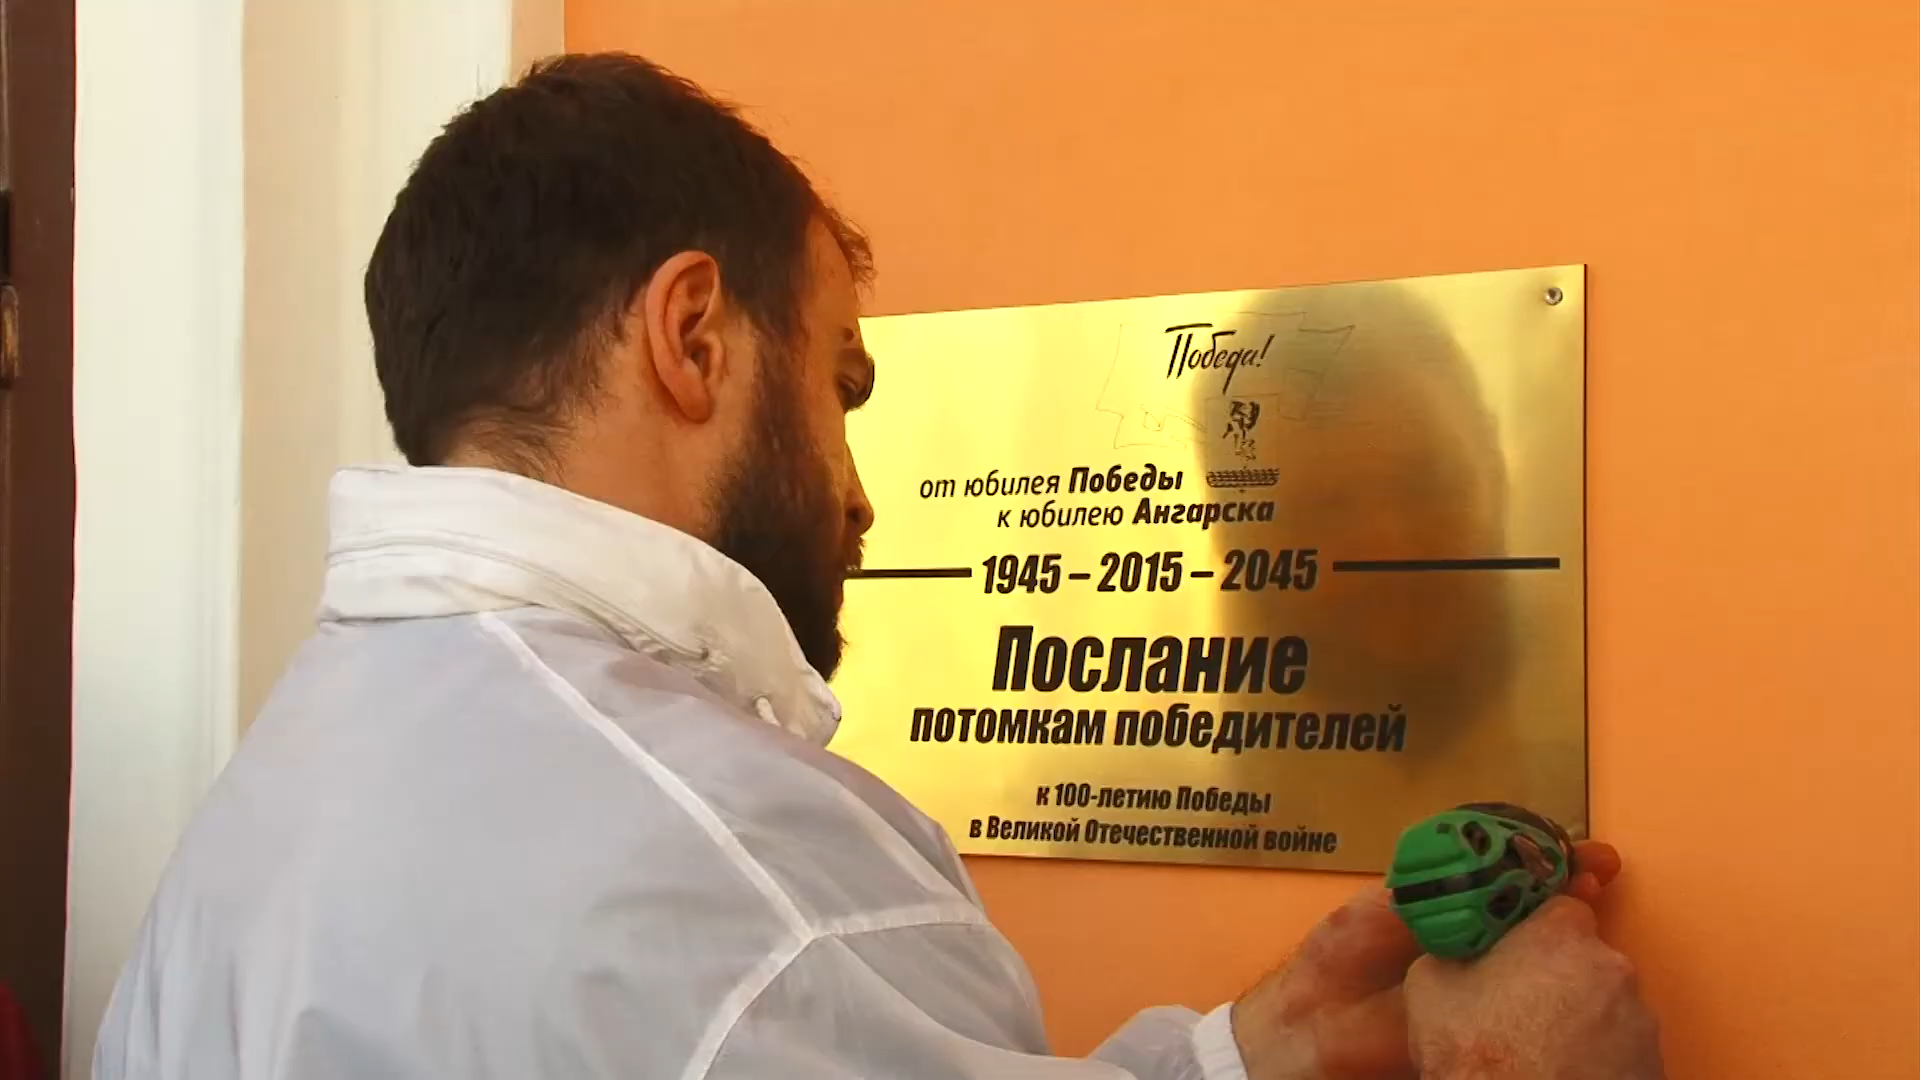 Победа!
от юбилея Победы
к юбилею Ангарска
1945 – 2015 – 2045
Послание
потомкам победителей
к 100-летию Победы
в Великой Отечественной войне